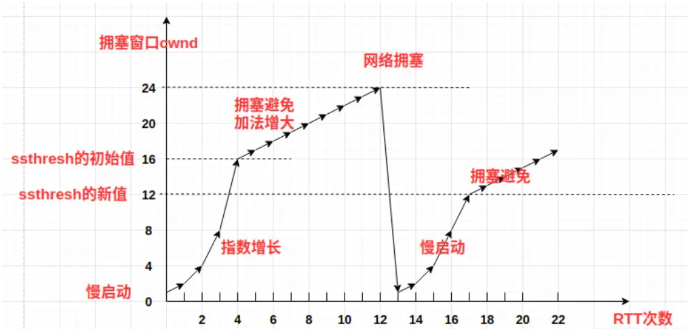 拥塞窗口cwnd
网络拥塞
24
拥塞避免
加法增大
20
ssthresh的初始值
16
拥塞避免
ssthresh的新值
12
8
指数增长
慢启动
4
慢启动
0
2 4 6 8 10 12 14 16 18 20 22
RTT次数